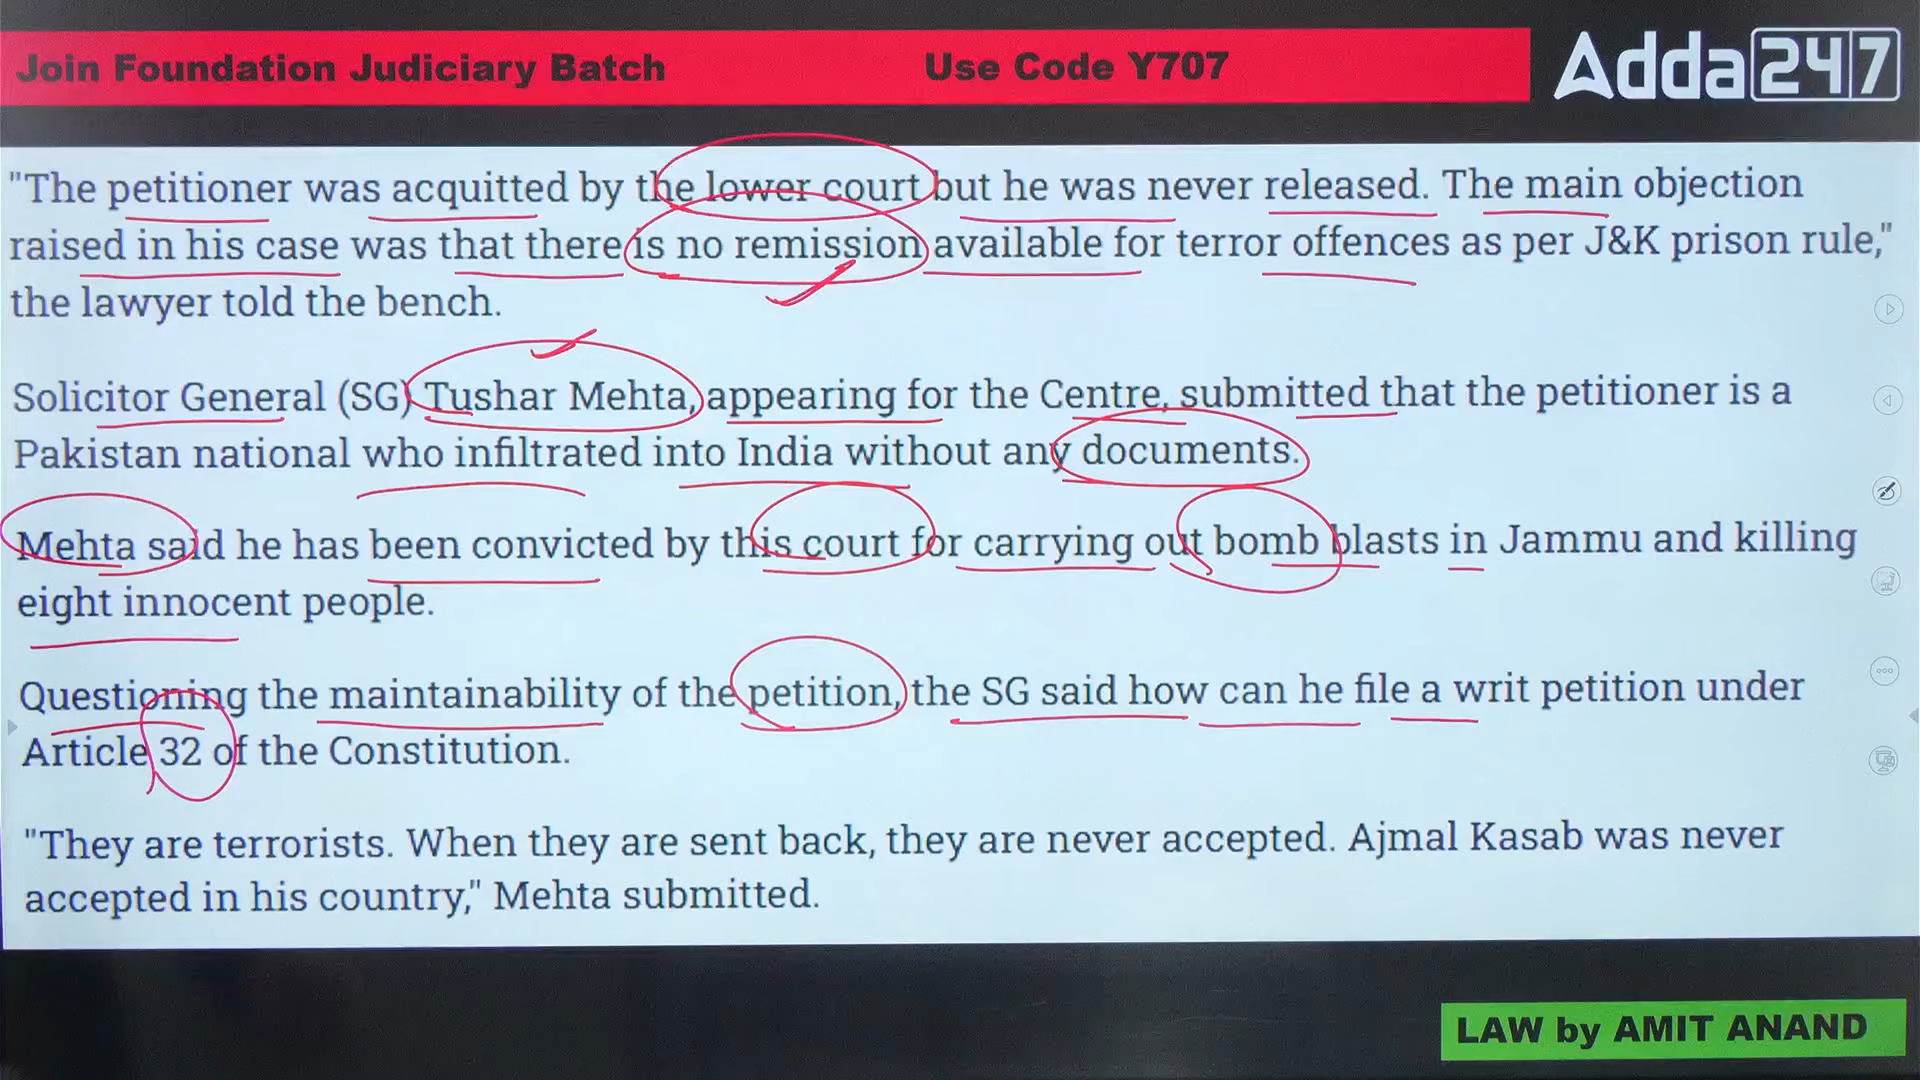 Join Foundation Judiciary Batch Use Code Y707
Adda247
"The petitioner was acquitted by the lower court but he was never released. The main objection
raised in his case was that there is no remission available for terror offences as per J&K prison rule,"
the lawyer told the bench.
Solicitor General (SG) Tushar Mehta, appearing for the Centre, submitted that the petitioner is a
Pakistan national who infiltrated into India without any documents.
Mehta said he has been convicted by this court for carrying out bomb blasts in Jammu and killing
eight innocent people.
Questioning the maintainability of the petition, the SG said how can he file a writ petition under
Article 32 of the Constitution.
"They are terrorists. When they are sent back, they are never accepted. Ajmal Kasab was never
accepted in his country," Mehta submitted.
LAW by AMIT ANAND